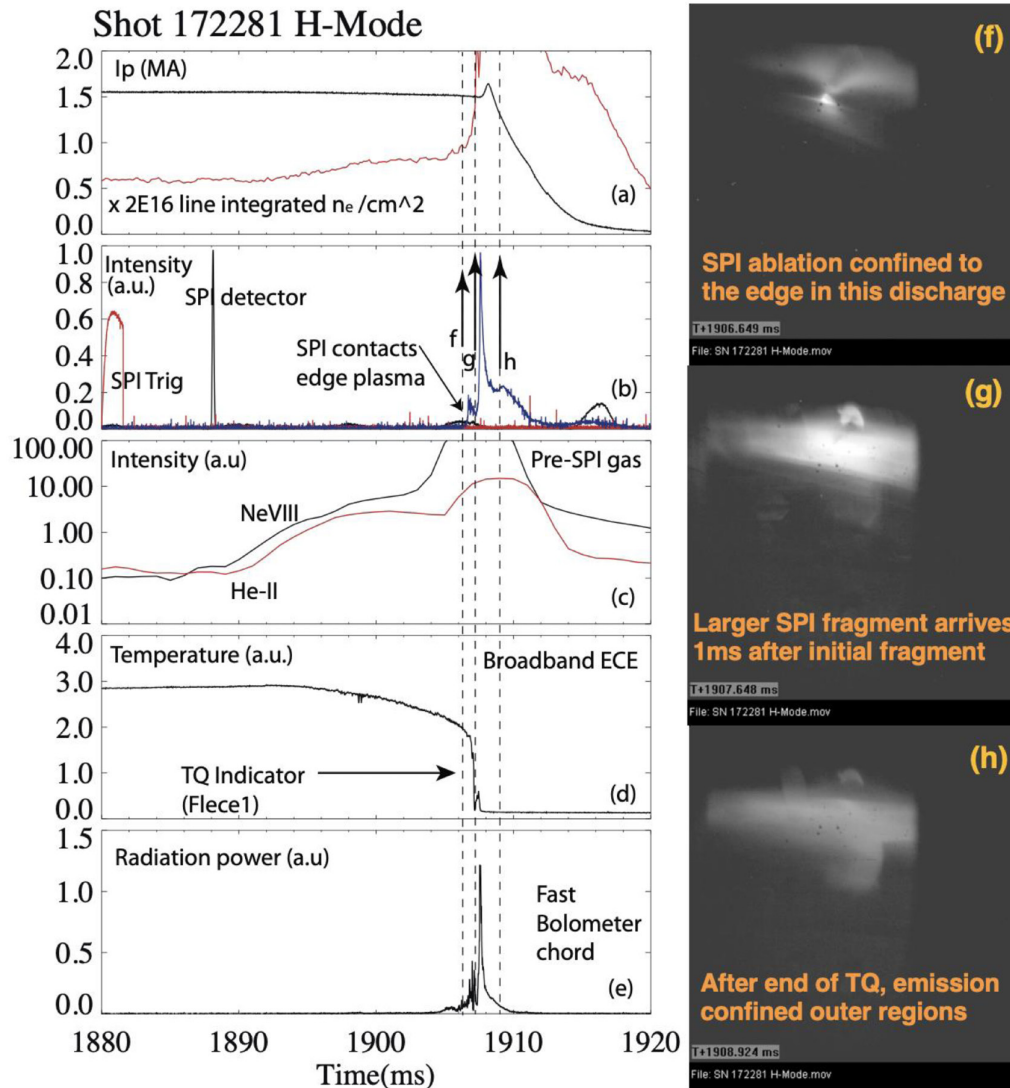 Shot 172281 H-Mode
2.0
Ip (MA)
1.5
1.0
0.5
x 2E16 line integrated ne /cm^2
(a)
0.0
1.0
Intensity
(a.u.)
SPI detector
0.8
0.6
f
g
h
SPI contacts
edge plasma
0.4
SPI Trig
0.2
(b)
0.0
100.00
Intensity (a.u)
Pre-SPI gas
10.00
NeVIII
1.00
0.10
He-II
(c)
0.01
4.0
Temperature (a.u.)
Broadband ECE
3.0
2.0
1.0
TQ Indicator
(Flece1)
(d)
0.0
1.5
Radiation power (a.u)
1.0
Fast
Bolometer
chord
0.5
(e)
0.0
1880
1890
1900
1910
1920
Time(ms)
(f)
SPI ablation confined to
the edge in this discharge
T+1906.649 ms
File: SN 172281 H-Mode.mov
(g)
Larger SPI fragment arrives
1ms after initial fragment
T+1907.648 ms
File: SN 172281 H-Mode.mov
(h)
After end of TQ, emission
confined outer regions
T+1908.924 ms
File: SN 172281 H-Mode.mov